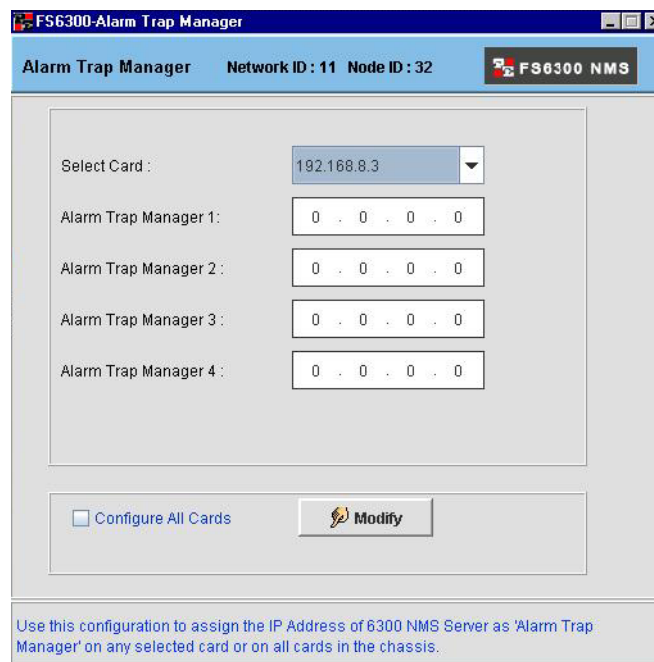 FS6300-Alarm Trap Manager
Alarm Trap Manager Network ID : 11 Node ID : 32 FS6300 NMS
Select Card : 192.168.8.3
Alarm Trap Manager 1: 0 . 0 . 0 . 0
Alarm Trap Manager 2 : 0 . 0 . 0 . 0
Alarm Trap Manager 3 : 0 . 0 . 0 . 0
Alarm Trap Manager 4 : 0 . 0 . 0 . 0
Configure All Cards Modify
Use this configuration to assign the IP Address of 6300 NMS Server as 'Alarm Trap
Manager' on any selected card or on all cards in the chassis.